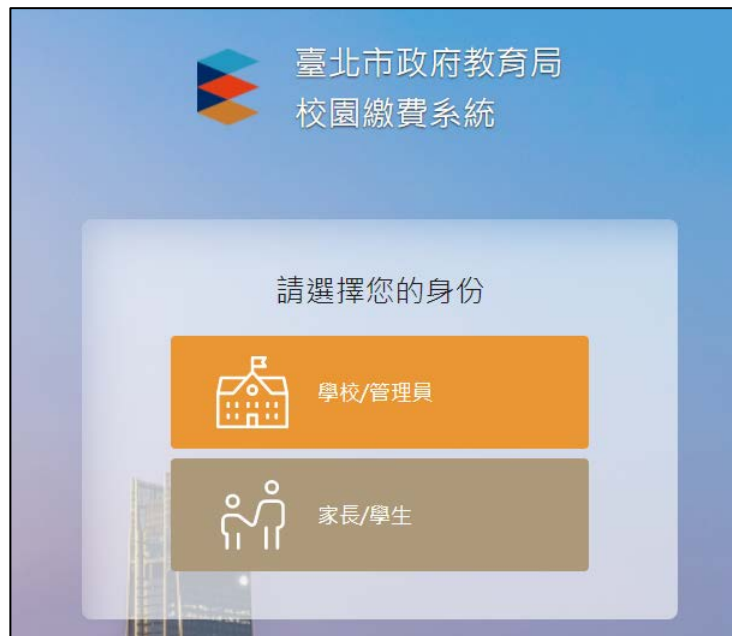 臺北市政府教育局
校園繳費系統
請選擇您的身份
學校/管理員
家長/學生